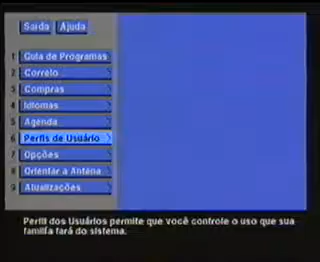 Saída Ajuda
1 Guia de Programas
2 Correio
3 Compras
4 Idiomas
5 Agenda
6 Perfis de Usuário
7 Opções
8 Orientar a Antena
9 Atualizações
Perfil dos Usuários permite que você controle o uso que sua
família fará do sistema.